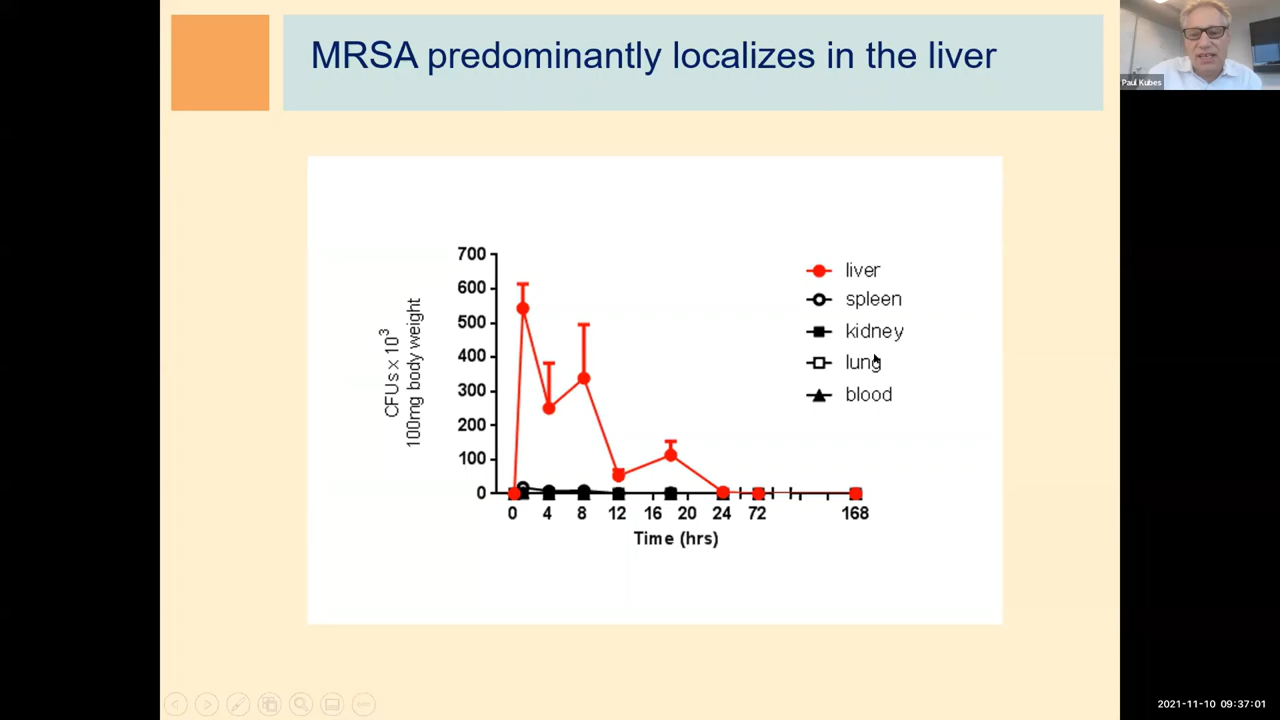 MRSA predominantly localizes in the liver
Paul Kubes
700
600
500
400
300
200
100
0
CFUs x 10³
100mg body weight
liver
spleen
kidney
lung
blood
0 4 8 12 16 20 24 72 168
Time (hrs)
2021-11-10 09:37:01